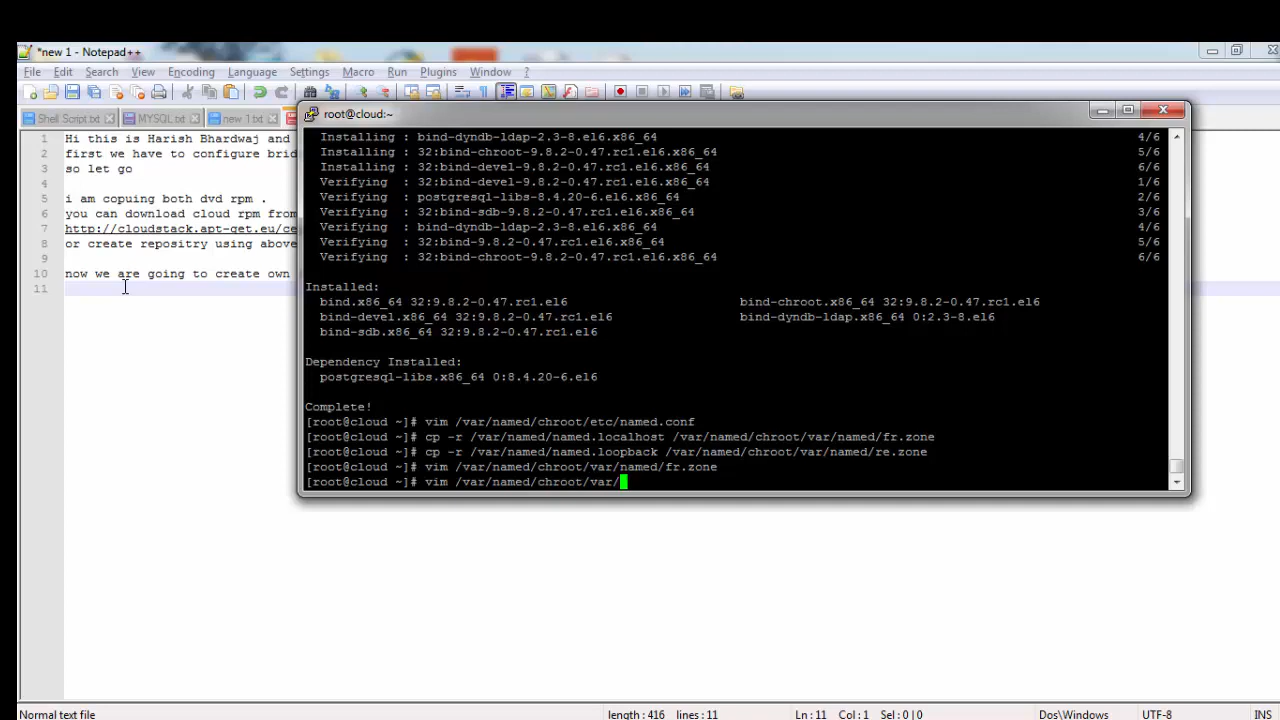 *new 1 - Notepad++
File Edit Search View Encoding Language Settings Macro Run Plugins Window ?
Shell Script.txt MYSQL.txt new 1.txt
1 Hi this is Harish Bhardwaj and
2 first we have to configure brid
3 so let go
4
5 i am copuing both dvd rpm .
6 you can download cloud rpm from
7 http://cloudstack.apt-get.eu/ce
8 or create repositry using above
9
10 now we are going to create own
11
root@cloud:~
Installing : bind-dyndb-ldap-2.3-8.el6.x86_64 4/6
Installing : 32:bind-chroot-9.8.2-0.47.rc1.el6.x86_64 5/6
Installing : 32:bind-devel-9.8.2-0.47.rc1.el6.x86_64 6/6
Verifying : 32:bind-devel-9.8.2-0.47.rc1.el6.x86_64 1/6
Verifying : postgresql-libs-8.4.20-6.el6.x86_64 2/6
Verifying : 32:bind-sdb-9.8.2-0.47.rc1.el6.x86_64 3/6
Verifying : bind-dyndb-ldap-2.3-8.el6.x86_64 4/6
Verifying : 32:bind-9.8.2-0.47.rc1.el6.x86_64 5/6
Verifying : 32:bind-chroot-9.8.2-0.47.rc1.el6.x86_64 6/6
Installed:
bind.x86_64 32:9.8.2-0.47.rc1.el6 bind-chroot.x86_64 32:9.8.2-0.47.rc1.el6
bind-devel.x86_64 32:9.8.2-0.47.rc1.el6 bind-dyndb-ldap.x86_64 0:2.3-8.el6
bind-sdb.x86_64 32:9.8.2-0.47.rc1.el6
Dependency Installed:
postgresql-libs.x86_64 0:8.4.20-6.el6
Complete!
[root@cloud ~]# vim /var/named/chroot/etc/named.conf
[root@cloud ~]# cp -r /var/named/named.localhost /var/named/chroot/var/named/fr.zone
[root@cloud ~]# cp -r /var/named/named.loopback /var/named/chroot/var/named/re.zone
[root@cloud ~]# vim /var/named/chroot/var/named/fr.zone
[root@cloud ~]# vim /var/named/chroot/var/
Normal text file length : 416 lines : 11 Ln : 11 Col : 1 Sel : 0 | 0 Dos\Windows UTF-8 INS